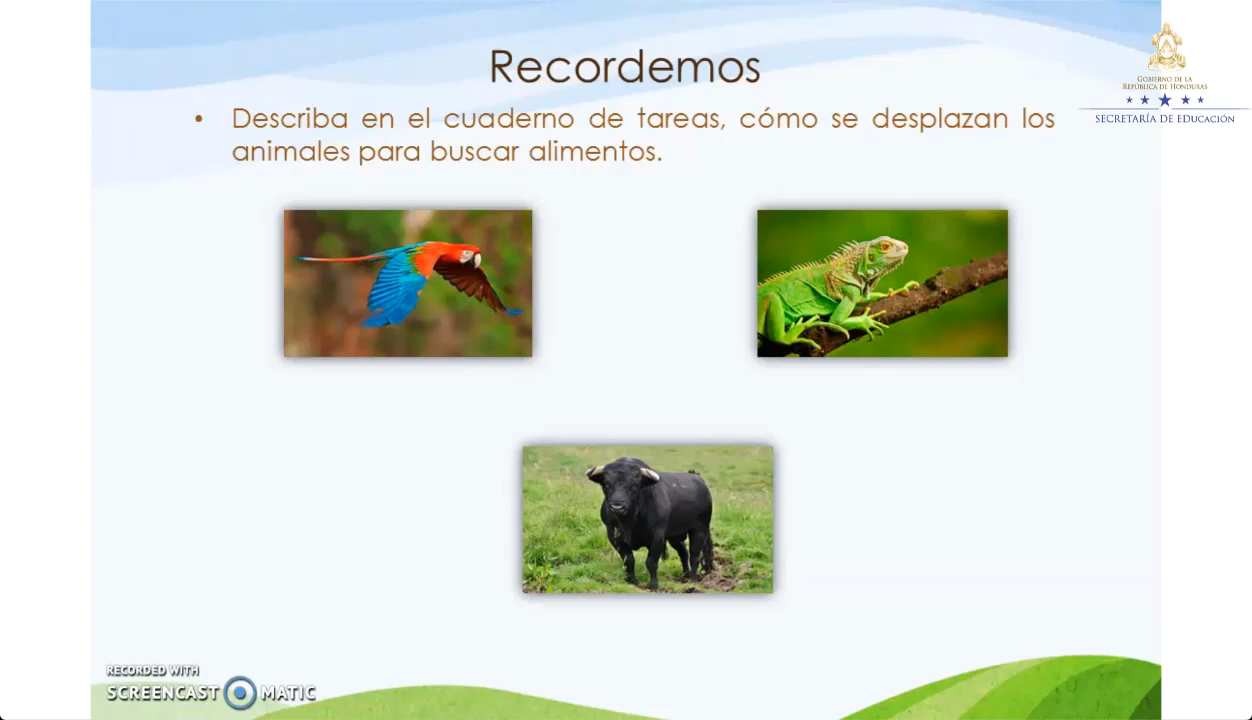 Recordemos
GOBIERNO DE LA
REPÚBLICA DE HONDURAS
SECRETARÍA DE EDUCACIÓN
• Describa en el cuaderno de tareas, cómo se desplazan los
animales para buscar alimentos.
RECORDED WITH
SCREENCAST MATIC